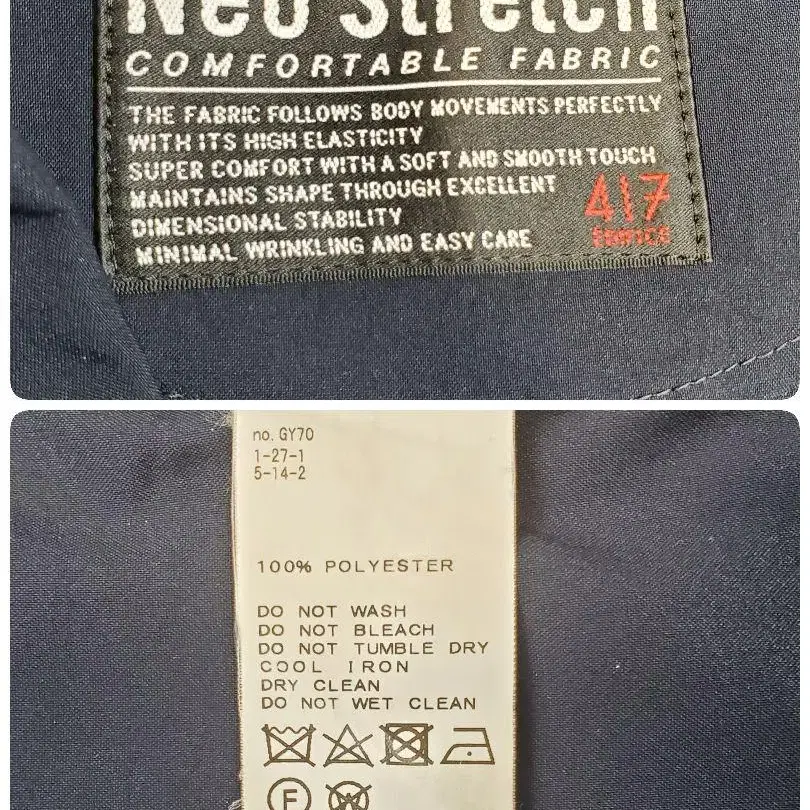 Neo Stretch
COMFORTABLE FABRIC
THE FABRIC FOLLOWS BODY MOVEMENTS PERFECTLY
WITH ITS HIGH ELASTICITY
SUPER COMFORT WITH A SOFT AND SMOOTH TOUCH
MAINTAINS SHAPE THROUGH EXCELLENT
DIMENSIONAL STABILITY
MINIMAL WRINKLING AND EASY CARE
417
EDIFICE
no. GY70
1-27-1
5-14-2
100% POLYESTER
DO NOT WASH
DO NOT BLEACH
DO NOT TUMBLE DRY
COOL IRON
DRY CLEAN
DO NOT WET CLEAN
F W